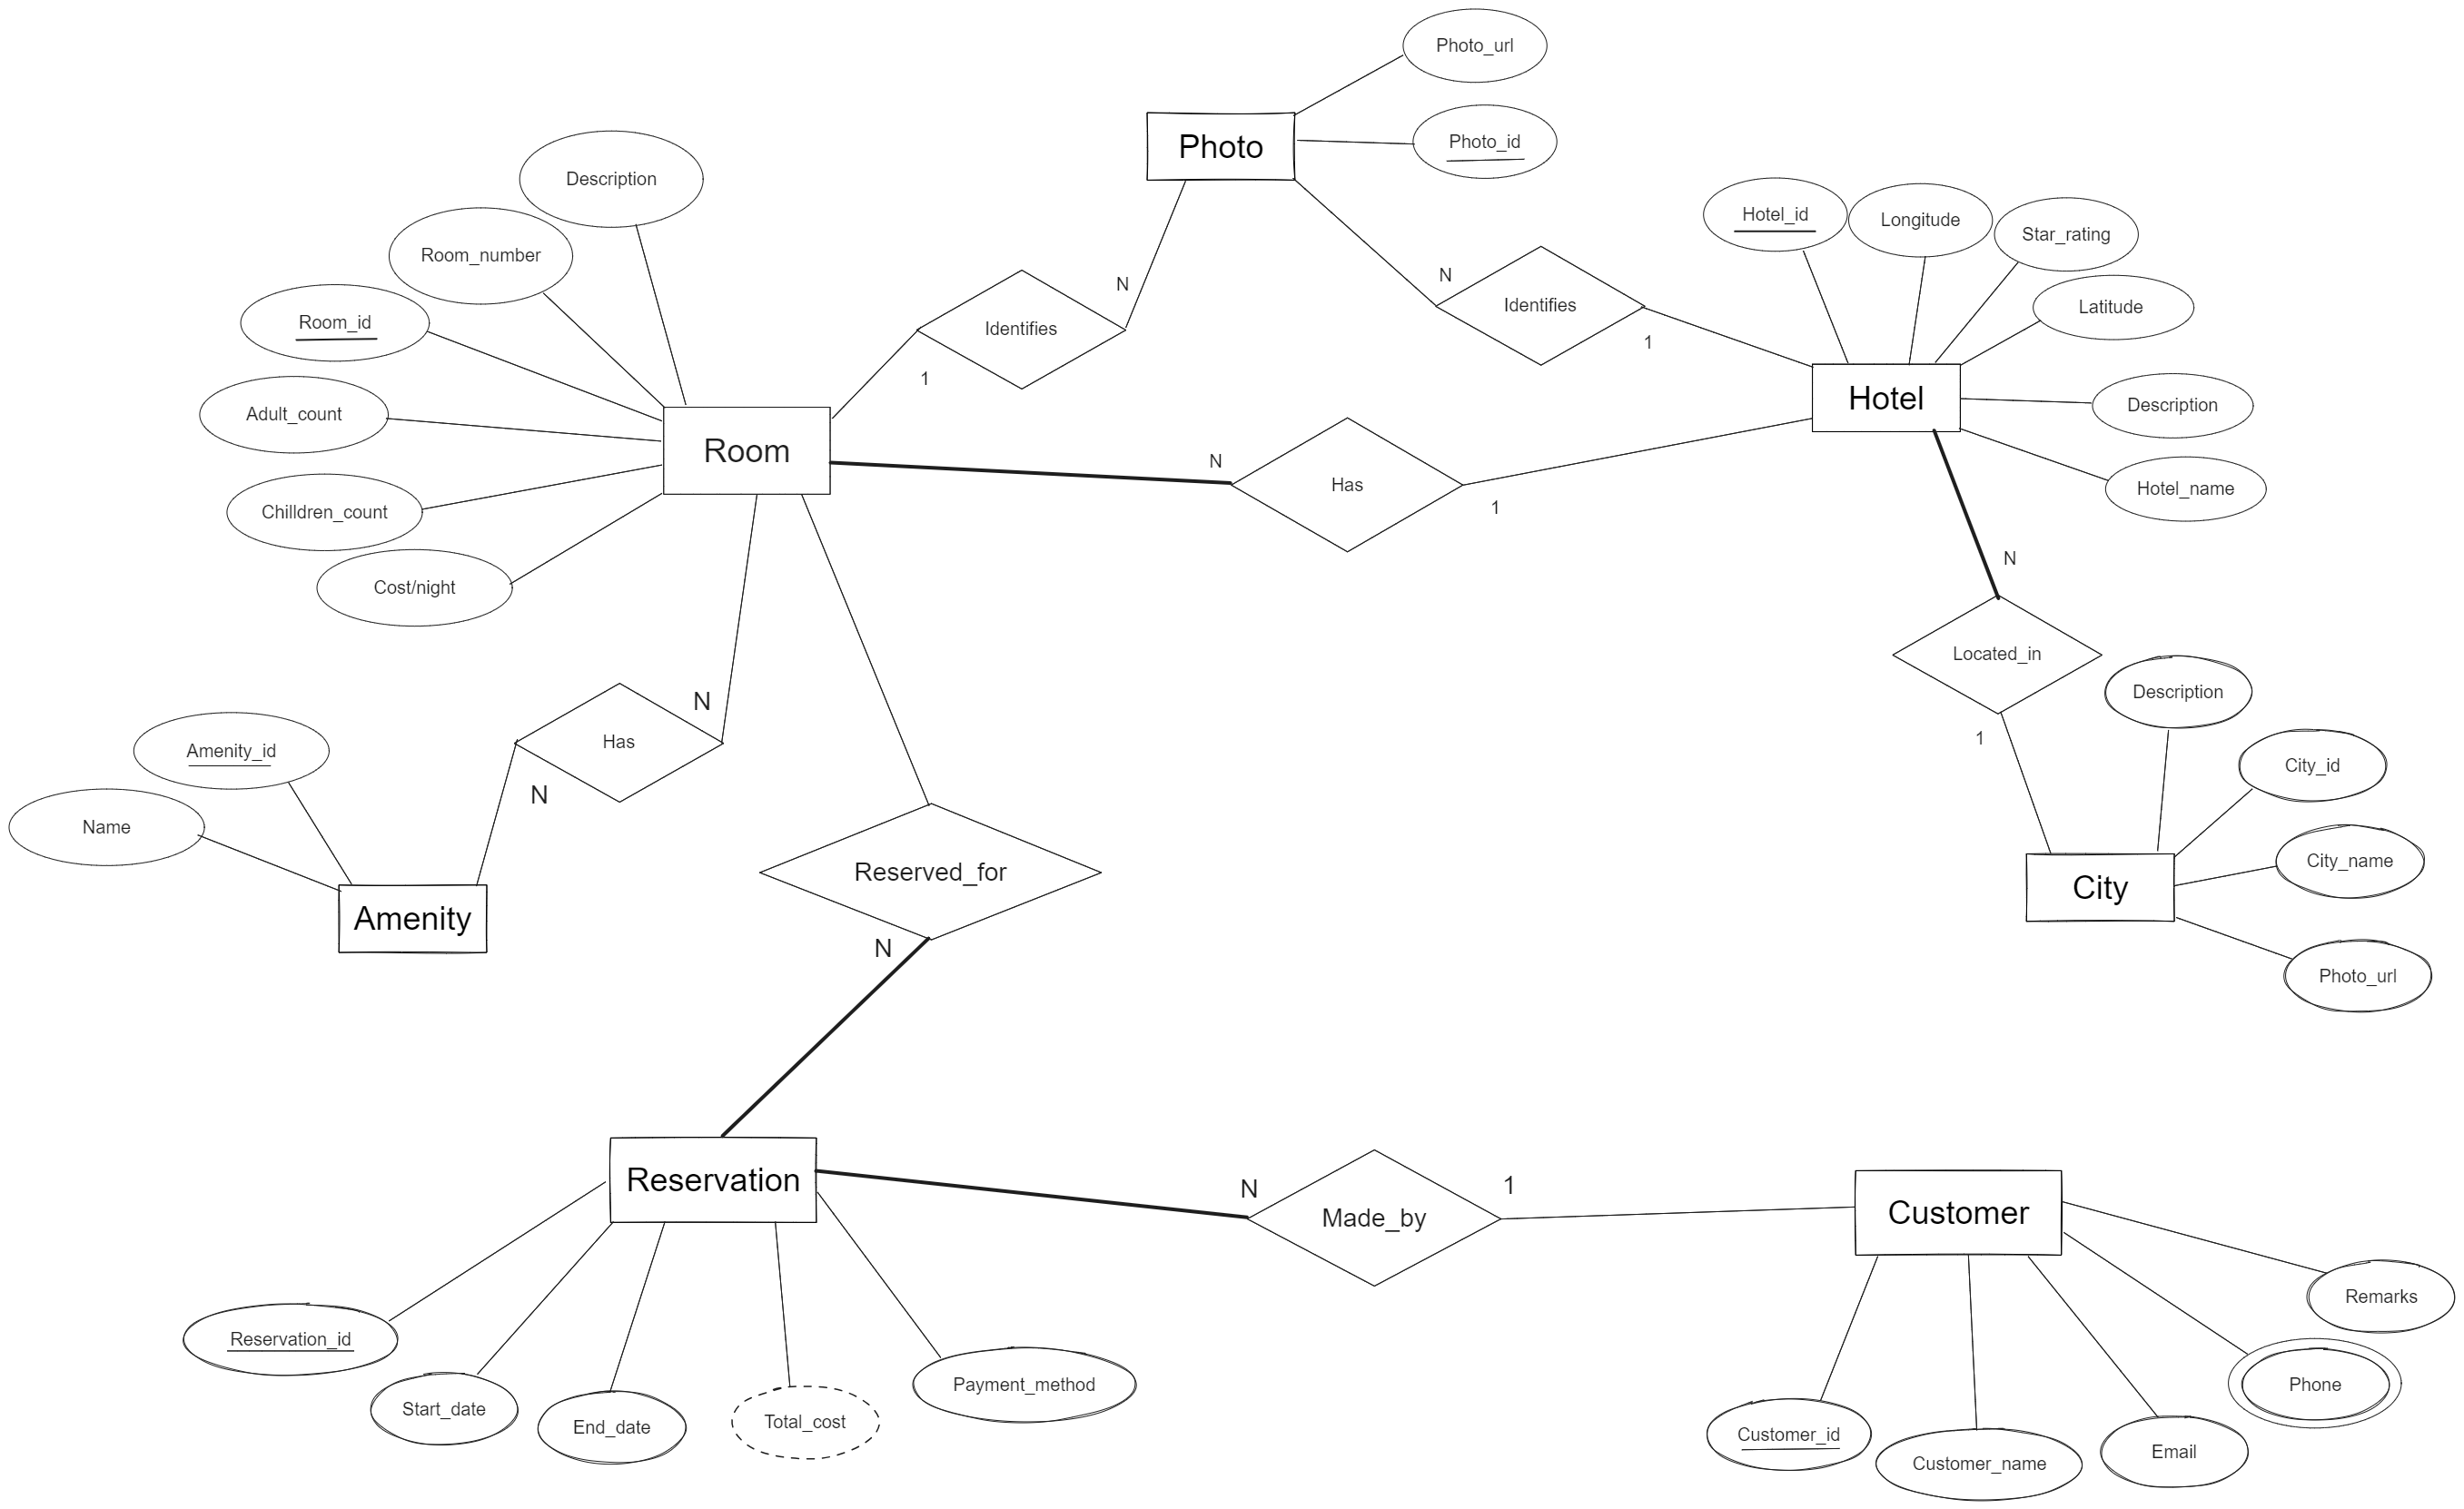 Photo_url
Photo
Photo_id
Description
Room_number
Room_id
Adult_count
Chilldren_count
Cost/night
Room
Identifies
N
1
N
Identifies
1
Hotel_id
Longitude
Star_rating
Latitude
Description
Hotel_name
Hotel
N
Has
1
N
Located_in
1
Description
City_id
City_name
Photo_url
City
N
Has
N
Amenity_id
Name
Amenity
Reserved_for
N
Reservation
N
Made_by
1
Customer
Reservation_id
Start_date
End_date
Total_cost
Payment_method
Remarks
Phone
Customer_id
Customer_name
Email